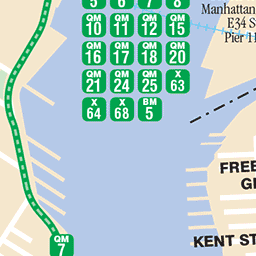 5 6 7 8
QM 10 QM 11 QM 12 QM 15
QM 16 QM 17 QM 18 QM 20
QM 21 QM 24 QM 25 X 63
X 64 X 68 BM 5
Manhattan
E34 S
Pier 11
FREE
G
KENT ST
QM 7